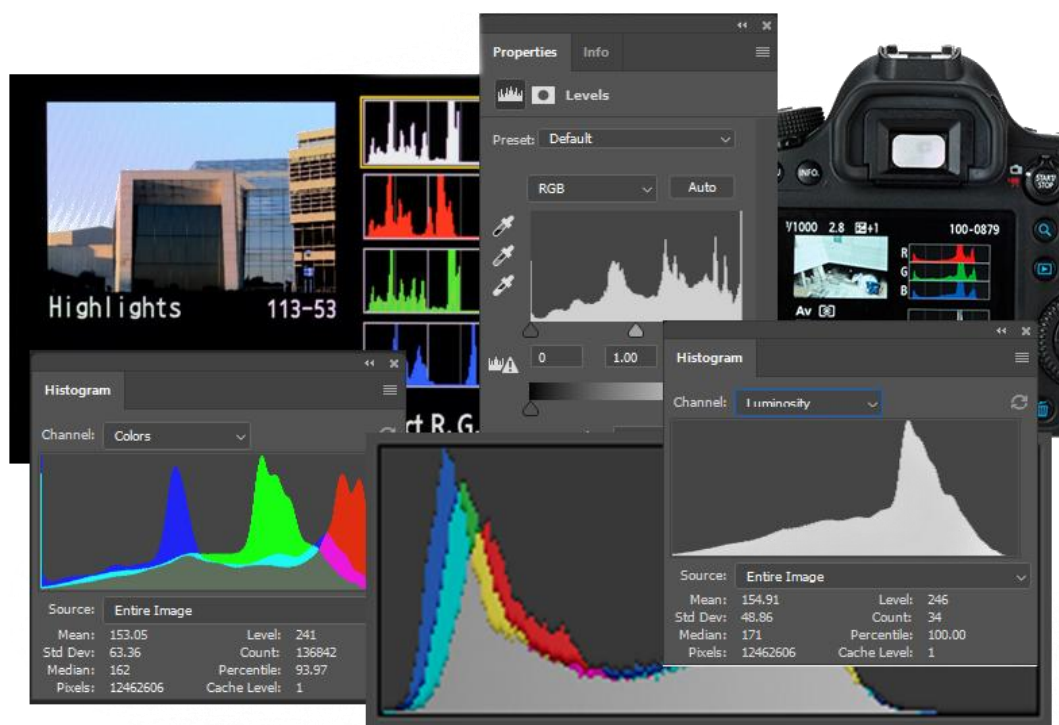 Properties Info
Levels
Preset: Default
RGB Auto
0 1.00
Highlights 113-53
ct R.G.
INFO.
START/
STOP
1/1000 2.8 +1 100-0879
R
G
B
Av
Histogram
Channel: Colors
Source: Entire Image
Mean: 153.05 Level: 241
Std Dev: 63.36 Count: 136842
Median: 162 Percentile: 93.97
Pixels: 12462606 Cache Level: 1
Histogram
Channel: Luminosity
Source: Entire Image
Mean: 154.91 Level: 246
Std Dev: 48.86 Count: 34
Median: 171 Percentile: 100.00
Pixels: 12462606 Cache Level: 1